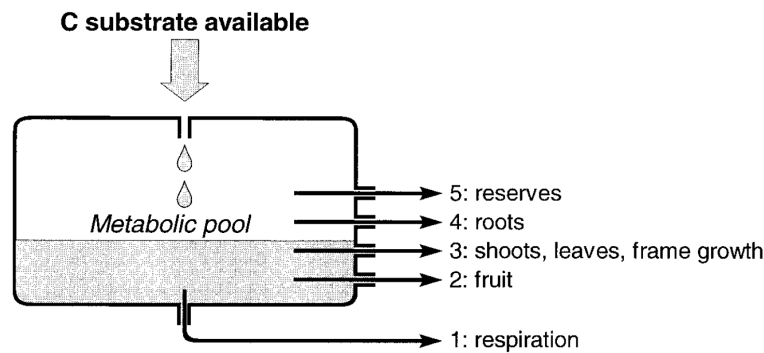 C substrate available
Metabolic pool
5: reserves
4: roots
3: shoots, leaves, frame growth
2: fruit
1: respiration